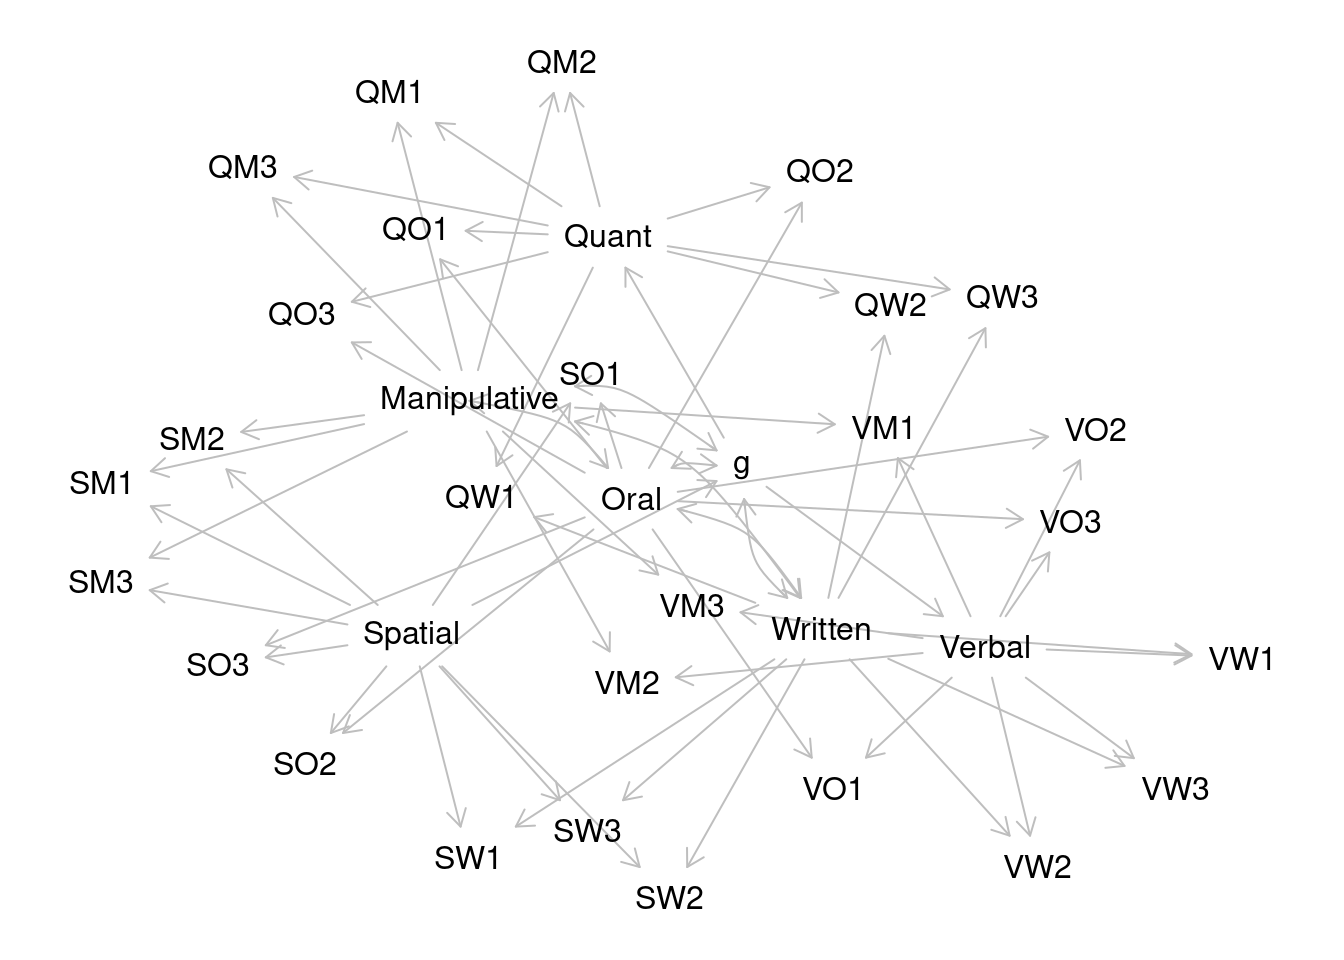 QM2
QM1
QM3
QO2
QO1
Quant
QW3
QW2
QO3
SO1
Manipulative
VM1
VO2
SM2
g
SM1
QW1
Oral
VO3
SM3
VM3
Written
Spatial
Verbal
VW1
SO3
VM2
SO2
VO1
VW3
SW3
SW1
VW2
SW2